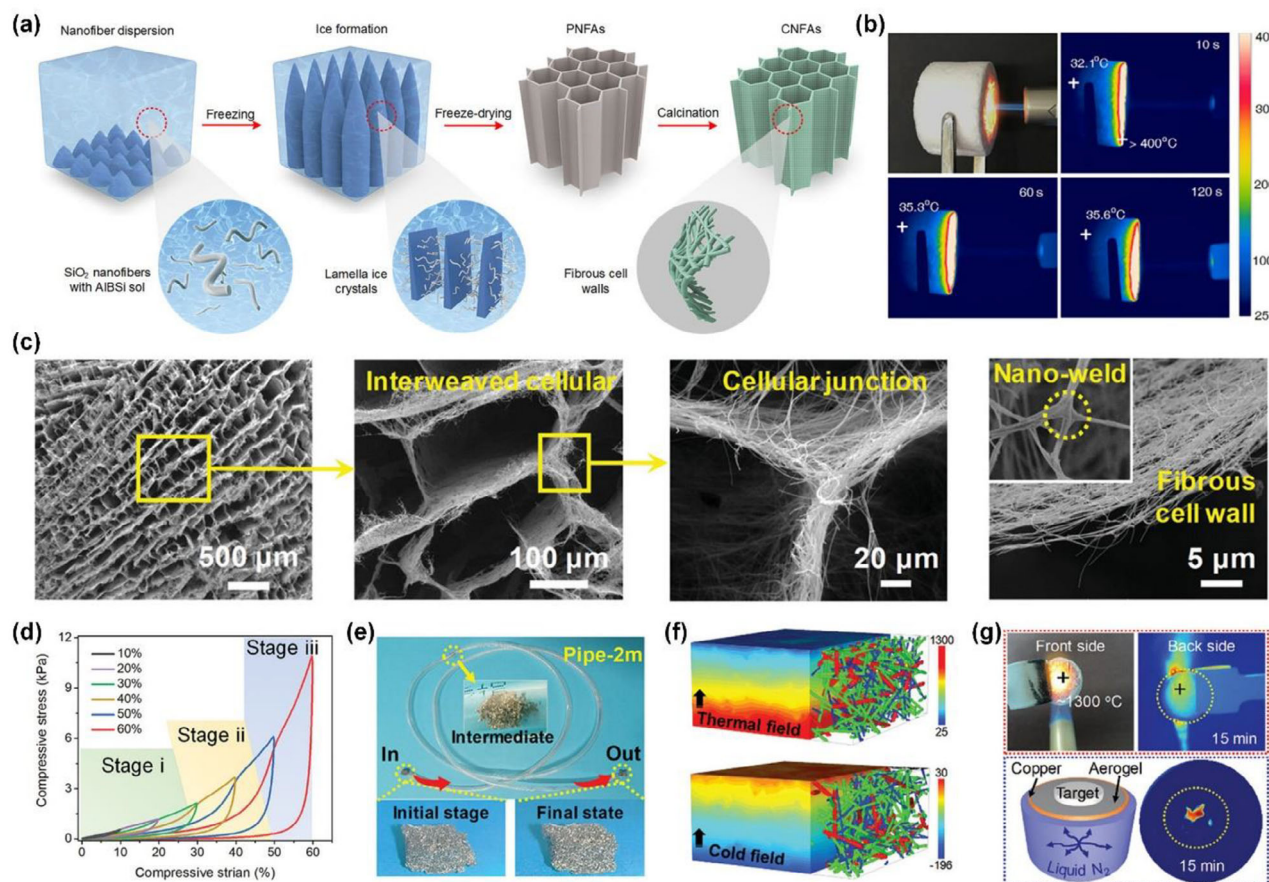 (a)
Nanofiber dispersion
Ice formation
PNFAs
CNFAs
Freezing
Freeze-drying
Calcination
SiO₂ nanofibers
with AlBSi sol
Lamella ice
crystals
Fibrous cell
walls
(b)
10 s
32.1°C
> 400°C
60 s
35.3°C
120 s
35.6°C
40
300
200
100
25
(c)
500 µm
Interweaved cellular
100 µm
Cellular junction
20 µm
Nano-weld
Fibrous
cell wall
5 µm
(d)
Compressive stress (kPa)
12
9
6
3
0
10%
20%
30%
40%
50%
60%
Stage i
Stage ii
Stage iii
0 10 20 30 40 50 60
Compressive strian (%)
(e)
Pipe-2m
Intermediate
In
Out
Initial stage
Final state
(f)
1300
Thermal field
25
30
Cold field
-196
(g)
Front side
~1300 °C
Back side
15 min
Copper
Aerogel
Target
Liquid N₂
15 min